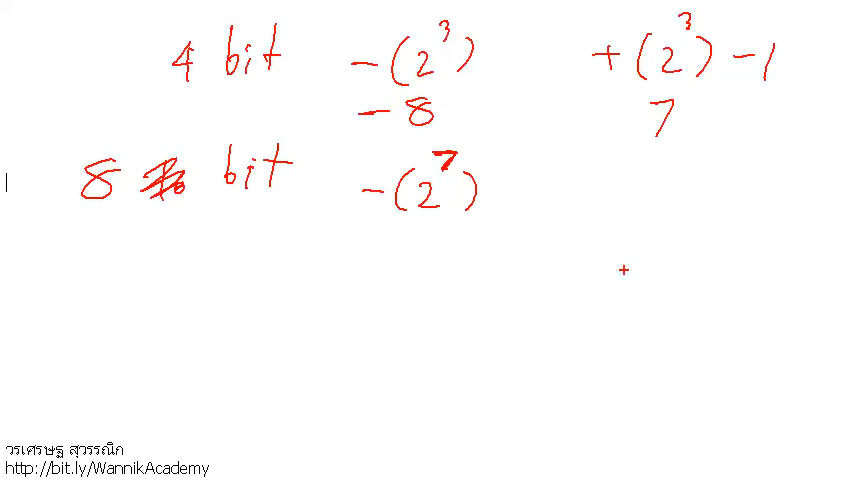 4 bit -(2³) +(2³) -1
-8 7
8 bit -(2⁷)
วรเศรษฐ สุวรรณิก
http://bit.ly/WannikAcademy